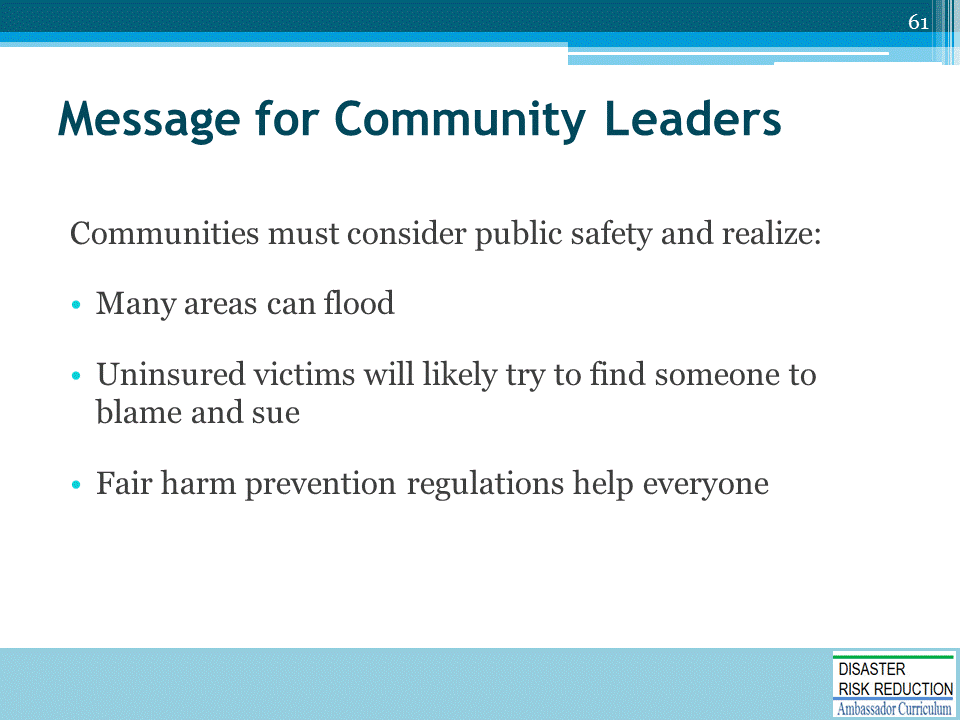 61
Message for Community Leaders
Communities must consider public safety and realize:
• Many areas can flood
• Uninsured victims will likely try to find someone to
blame and sue
• Fair harm prevention regulations help everyone
DISASTER
RISK REDUCTION
Ambassador Curriculum